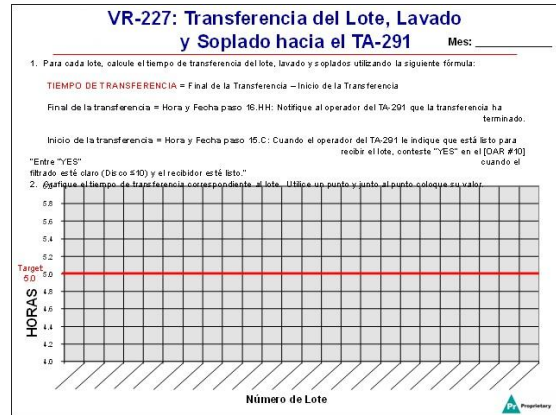 VR-227: Transferencia del Lote, Lavado
y Soplado hacia el TA-291
Mes:
1. Para cada lote, calcule el tiempo de transferencia del lote, lavado y soplados utilizando la siguiente fórmula:
TIEMPO DE TRANSFERENCIA = Final de la Transferencia – Inicio de la Transferencia
Final de la transferencia = Hora y Fecha paso 16.HH: Notifique al operador del TA-291 que la transferencia ha
terminado.
Inicio de la transferencia = Hora y Fecha paso 15.C: Cuando el operador del TA-291 le indique que está listo para
recibir el lote, conteste "YES" en el [OAR #10]
"Entre "YES" cuando el
filtrado esté claro (Disco ≤10) y el recibidor esté listo."
2. Grafique el tiempo de transferencia correspondiente al lote. Utilice un punto y junto al punto coloque su valor.
5.8
5.6
5.4
5.2
Target
5.0
5.0
4.8
4.6
4.4
4.2
4.0
HORAS
Número de Lote
Pr Proprietary